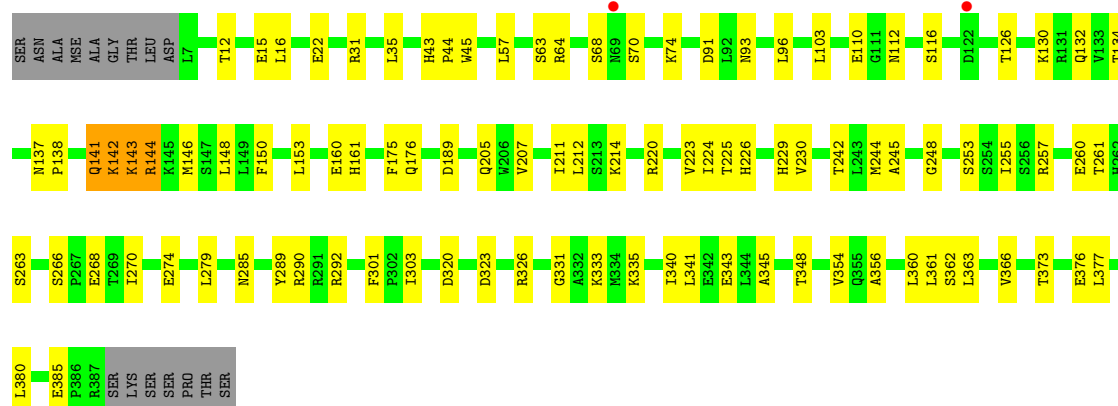 SER ASN ALA MSE ALA GLY THR LEU ASP L7 T12 E15 L16 E22 R31 L35 H43 P44 W45 L57 S63 R64 S68 N69 S70 K74 D91 L92 N93 L96 L103 E110 G111 N112 S116 D122 T126 K130 R131 Q132 V133 T134
N137 P138 Q141 K142 K143 R144 K145 M146 S147 L148 L149 F150 L153 E160 H161 F175 Q176 D189 Q205 W206 V207 I211 L212 S213 K214 R220 V223 I224 T225 H226 H229 V230 T242 L243 M244 A245 G248 S253 S254 I255 S256 R257 E260 T261 H262
S263 S266 P267 E268 T269 I270 E274 L279 N285 Y289 R290 R291 R292 F301 P302 I303 D320 D323 R326 G331 A332 K333 M334 K335 I340 L341 E342 E343 L344 A345 T348 V354 Q355 A356 L360 L361 S362 L363 V366 T373 E376 L377
L380 E385 P386 R387 SER LYS SER SER PRO THR SER